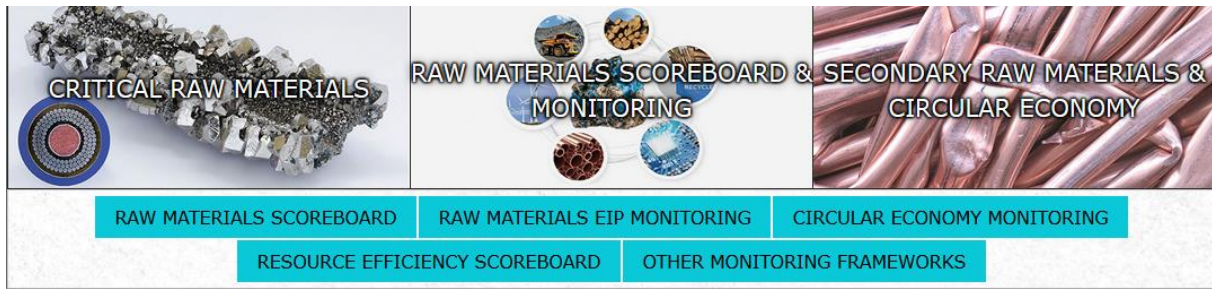 CRITICAL RAW MATERIALS
RAW MATERIALS SCOREBOARD &
MONITORING
RECYCLE
SECONDARY RAW MATERIALS &
CIRCULAR ECONOMY
RAW MATERIALS SCOREBOARD
RAW MATERIALS EIP MONITORING
CIRCULAR ECONOMY MONITORING
RESOURCE EFFICIENCY SCOREBOARD
OTHER MONITORING FRAMEWORKS